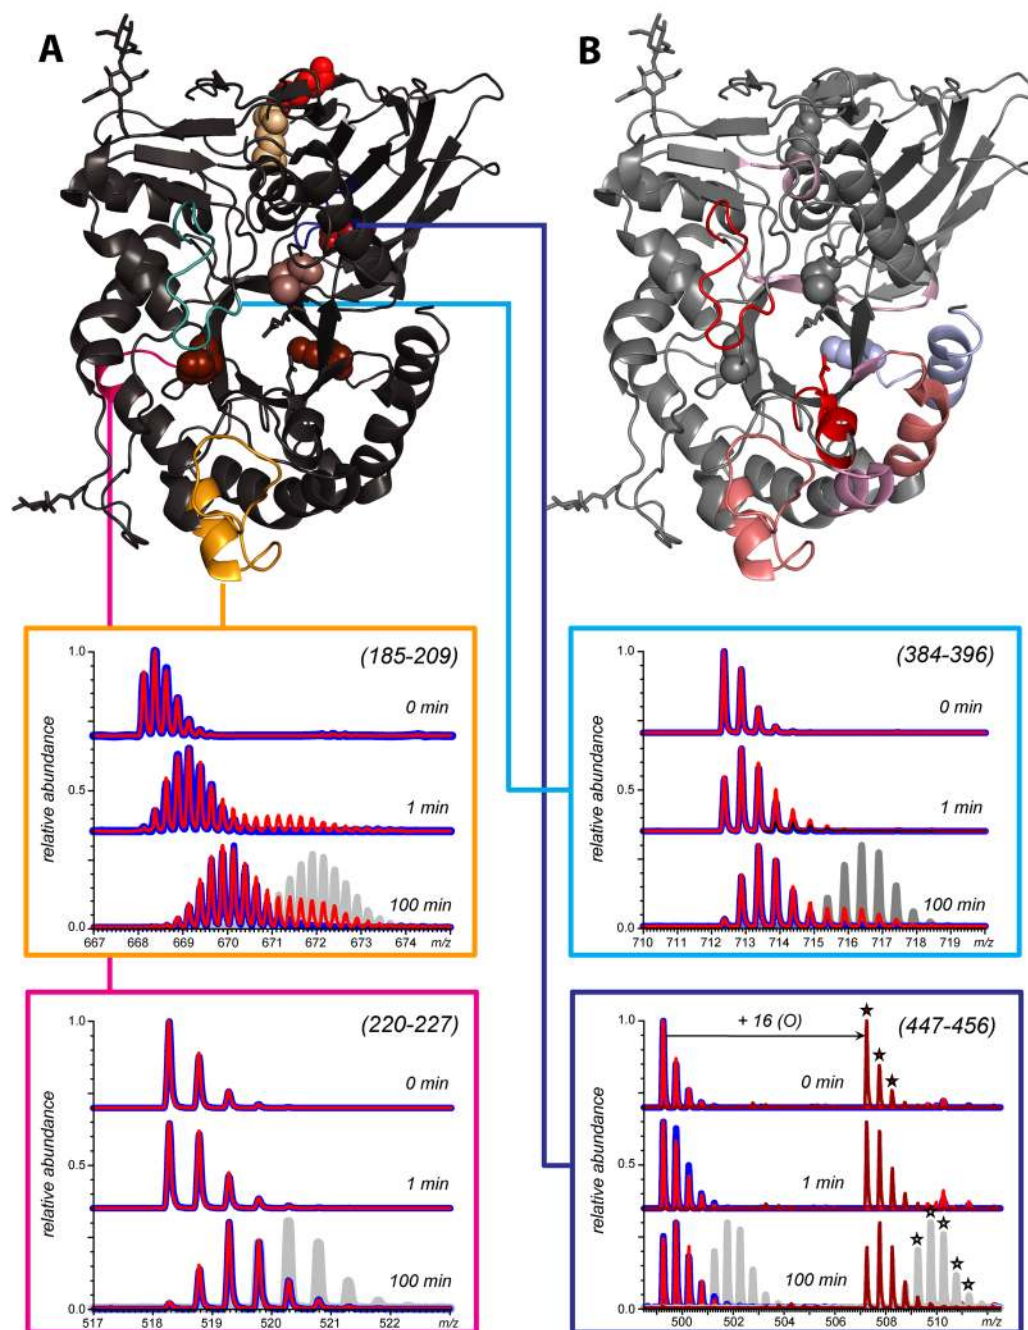 A
B
(185-209)
1.0
0 min
relative abundance
0.5
1 min
100 min
0.0
667 668 669 670 671 672 673 674 m/z
(384-396)
1.0
0 min
relative abundance
0.5
1 min
100 min
0.0
710 711 712 713 714 715 716 717 718 719 m/z
(220-227)
1.0
0 min
relative abundance
0.5
1 min
100 min
0.0
517 518 519 520 521 522 m/z
+ 16 (O)
(447-456)
1.0
0 min
relative abundance
0.5
1 min
100 min
0.0
500 502 504 506 508 510 m/z